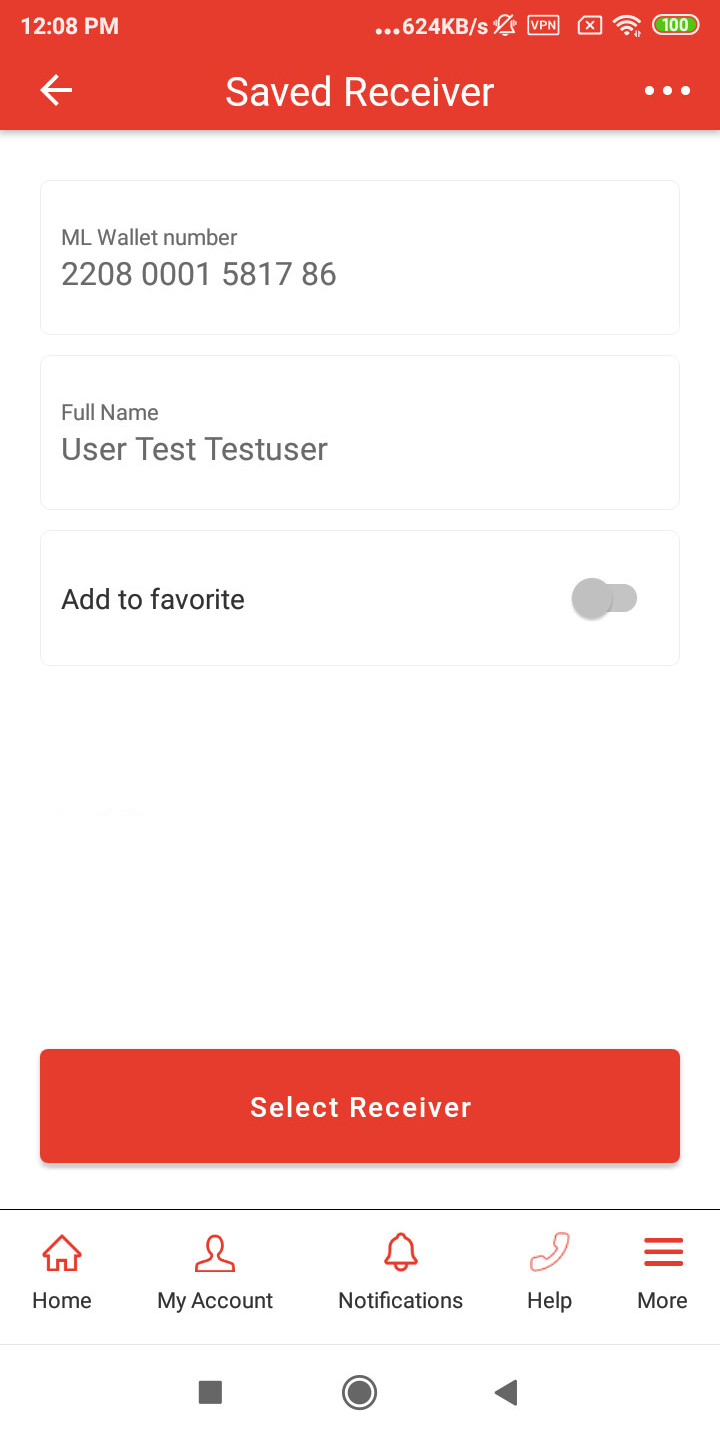 12:08 PM ...624KB/s VPN 100
Saved Receiver
ML Wallet number
2208 0001 5817 86
Full Name
User Test Testuser
Add to favorite
Select Receiver
Home My Account Notifications Help More